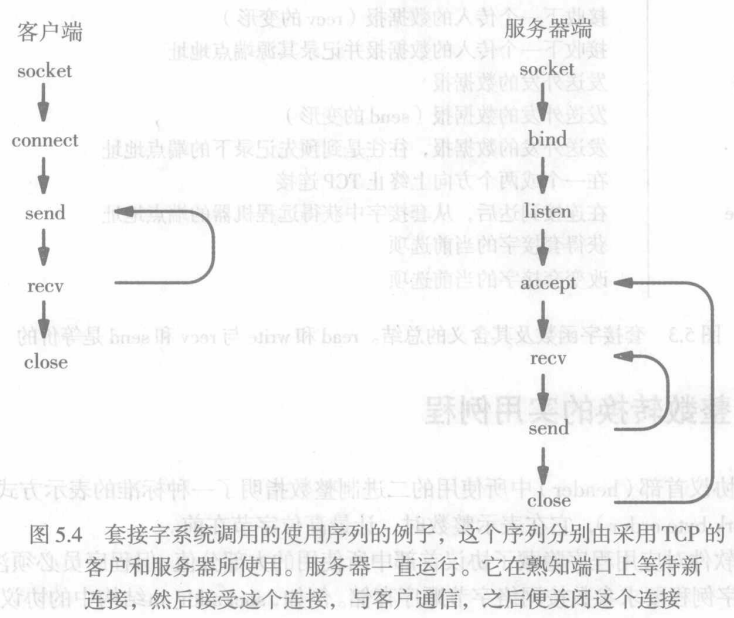 客户端
socket
connect
send
recv
close
服务器端
socket
bind
listen
accept
recv
send
close
图 5.4 套接字系统调用的使用序列的例子，这个序列分别由采用 TCP 的
客户和服务器所使用。服务器一直运行。它在熟知端口上等待新
连接，然后接受这个连接，与客户通信，之后便关闭这个连接